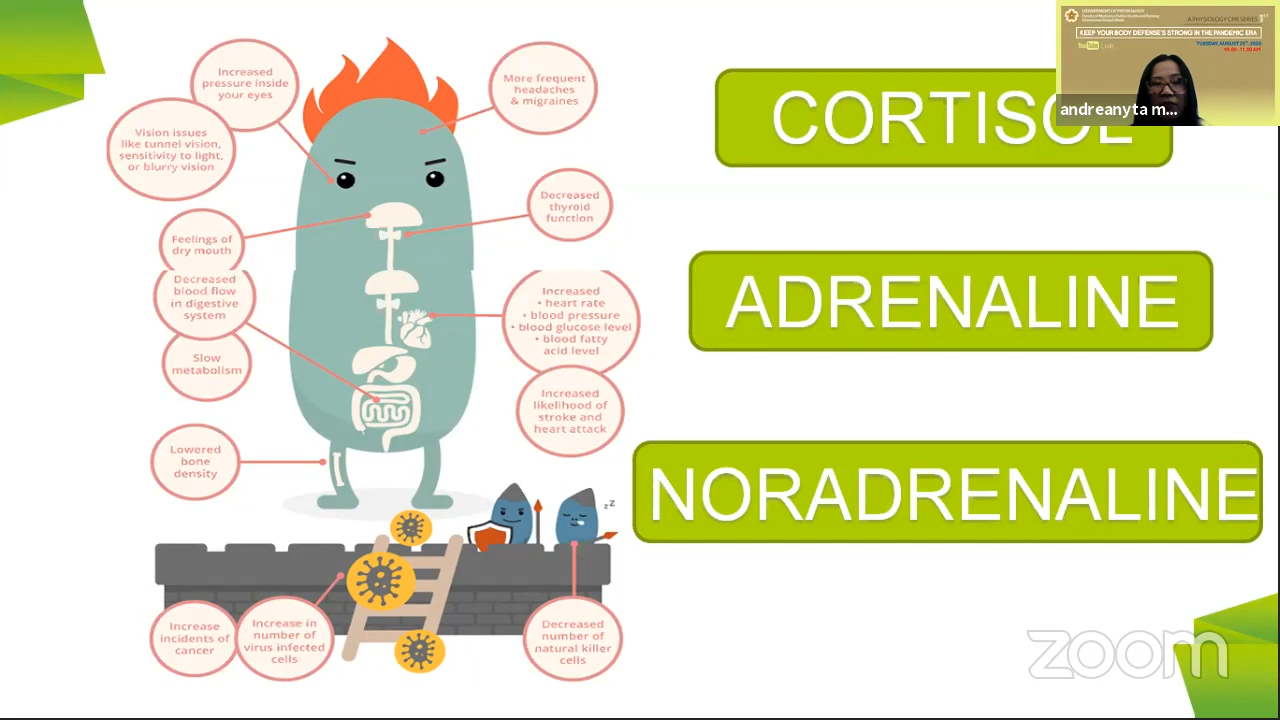 Increased
pressure inside
your eyes
Vision issues
like tunnel vision,
sensitivity to light,
or blurry vision
Feelings of
dry mouth
Decreased
blood flow
in digestive
system
Slow
metabolism
Lowered
bone
density
More frequent
headaches
& migraines
Decreased
thyroid
function
Increased
• heart rate
• blood pressure
• blood glucose level
• blood fatty
acid level
Increased
likelihood of
stroke and
heart attack
zZ
Increase
incidents of
cancer
Increase in
number of
virus infected
cells
Decreased
number of
natural killer
cells
CORTISOL
ADRENALINE
NORADRENALINE
DEPARTMENT OF PHYSIOLOGY
A PHYSIOLOGY CME SERIES
KEEP YOUR BODY DEFENSE'S STRONG IN THE PANDEMIC ERA
YouTube Live
TUESDAY, AUGUST 25TH, 2020
andreanyta m...
zoom